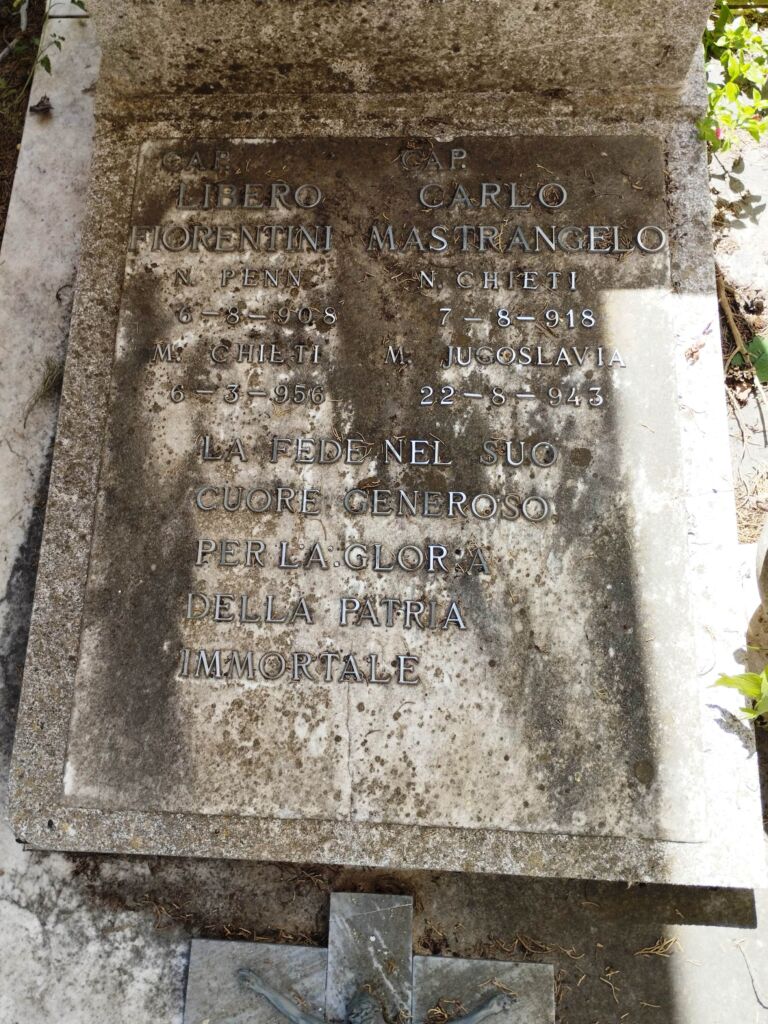 CAP.
LIBERO
FIORENTINI
N. PENN
6-8-908
M. CHIETI
6-3-956
CAP.
CARLO
MASTRANGELO
N. CHIETI
7-8-918
M. JUGOSLAVIA
22-8-943
LA FEDE NEL SUO
CUORE GENEROSO
PER LA GLORIA
DELLA PATRIA
IMMORTALE